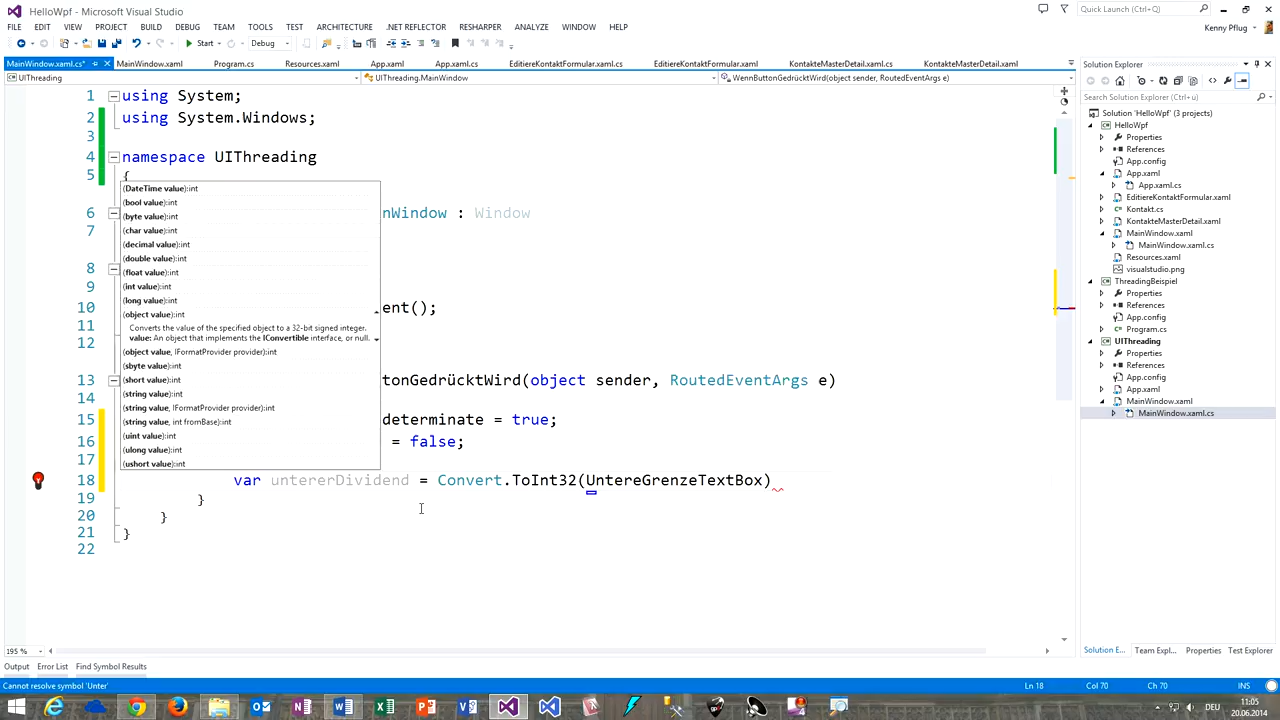 HelloWpf - Microsoft Visual Studio
Quick Launch (Ctrl+Q)
FILE EDIT VIEW PROJECT BUILD DEBUG TEAM TOOLS TEST ARCHITECTURE .NET REFLECTOR RESHARPER ANALYZE WINDOW HELP
Kenny Pflug
Start Debug
MainWindow.xaml.cs* MainWindow.xaml Program.cs Resources.xaml App.xaml App.xaml.cs EditiereKontaktFormular.xaml.cs EditiereKontaktFormular.xaml KontakteMasterDetail.xaml.cs KontakteMasterDetail.xaml
UIThreading UIThreading.MainWindow WennButtonGedrücktWird(object sender, RoutedEventArgs e)
1 using System;
2 using System.Windows;
3
4 namespace UIThreading
5 {
(DateTime value):int
(bool value):int
6 nWindow : Window
(byte value):int
7 (char value):int
(decimal value):int
(double value):int
8 (float value):int
9 (int value):int
(long value):int
10 ent();
(object value):int
11 Converts the value of the specified object to a 32-bit signed integer.
12 value: An object that implements the IConvertible interface, or null.
(object value, IFormatProvider provider):int
(sbyte value):int
13 tonGedrücktWird(object sender, RoutedEventArgs e)
(short value):int
14 (string value):int
(string value, IFormatProvider provider):int
15 determinate = true;
(string value, int fromBase):int
(uint value):int
16 = false;
(ulong value):int
17 (ushort value):int
18 var untererDividend = Convert.ToInt32(UntereGrenzeTextBox)
19 }
20 }
21 }
22
195 %
Output Error List Find Symbol Results
Cannot resolve symbol 'Unter'
Ln 18 Col 70 Ch 70 INS
Solution Explorer
Search Solution Explorer (Ctrl+ü)
Solution 'HelloWpf' (3 projects)
HelloWpf
Properties
References
App.config
App.xaml
App.xaml.cs
EditiereKontaktFormular.xaml
Kontakt.cs
KontakteMasterDetail.xaml
MainWindow.xaml
MainWindow.xaml.cs
Resources.xaml
visualstudio.png
ThreadingBeispiel
Properties
References
App.config
Program.cs
UIThreading
Properties
References
App.config
App.xaml
MainWindow.xaml
MainWindow.xaml.cs
Solution E... Team Expl... Properties Test Explorer
DEU
11:05
20.06.2014